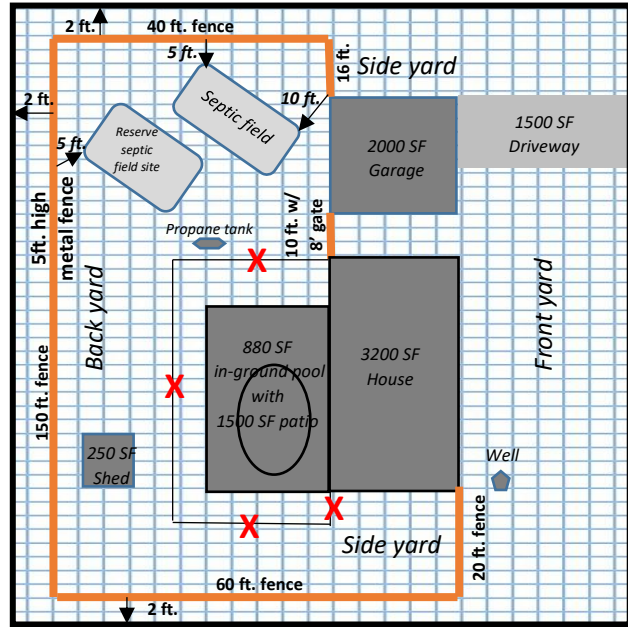 2 ft.
40 ft. fence
5 ft.
16 ft.
Side yard
2 ft.
10 ft.
Septic field
1500 SF
Driveway
Reserve
septic
field site
5 ft.
2000 SF
Garage
5ft. high
metal fence
Propane tank
10 ft. w/
8’ gate
X
Back yard
Front yard
880 SF
in-ground pool
with
1500 SF patio
3200 SF
House
X
150 ft. fence
250 SF
Shed
Well
X
X
Side yard
20 ft. fence
60 ft. fence
2 ft.